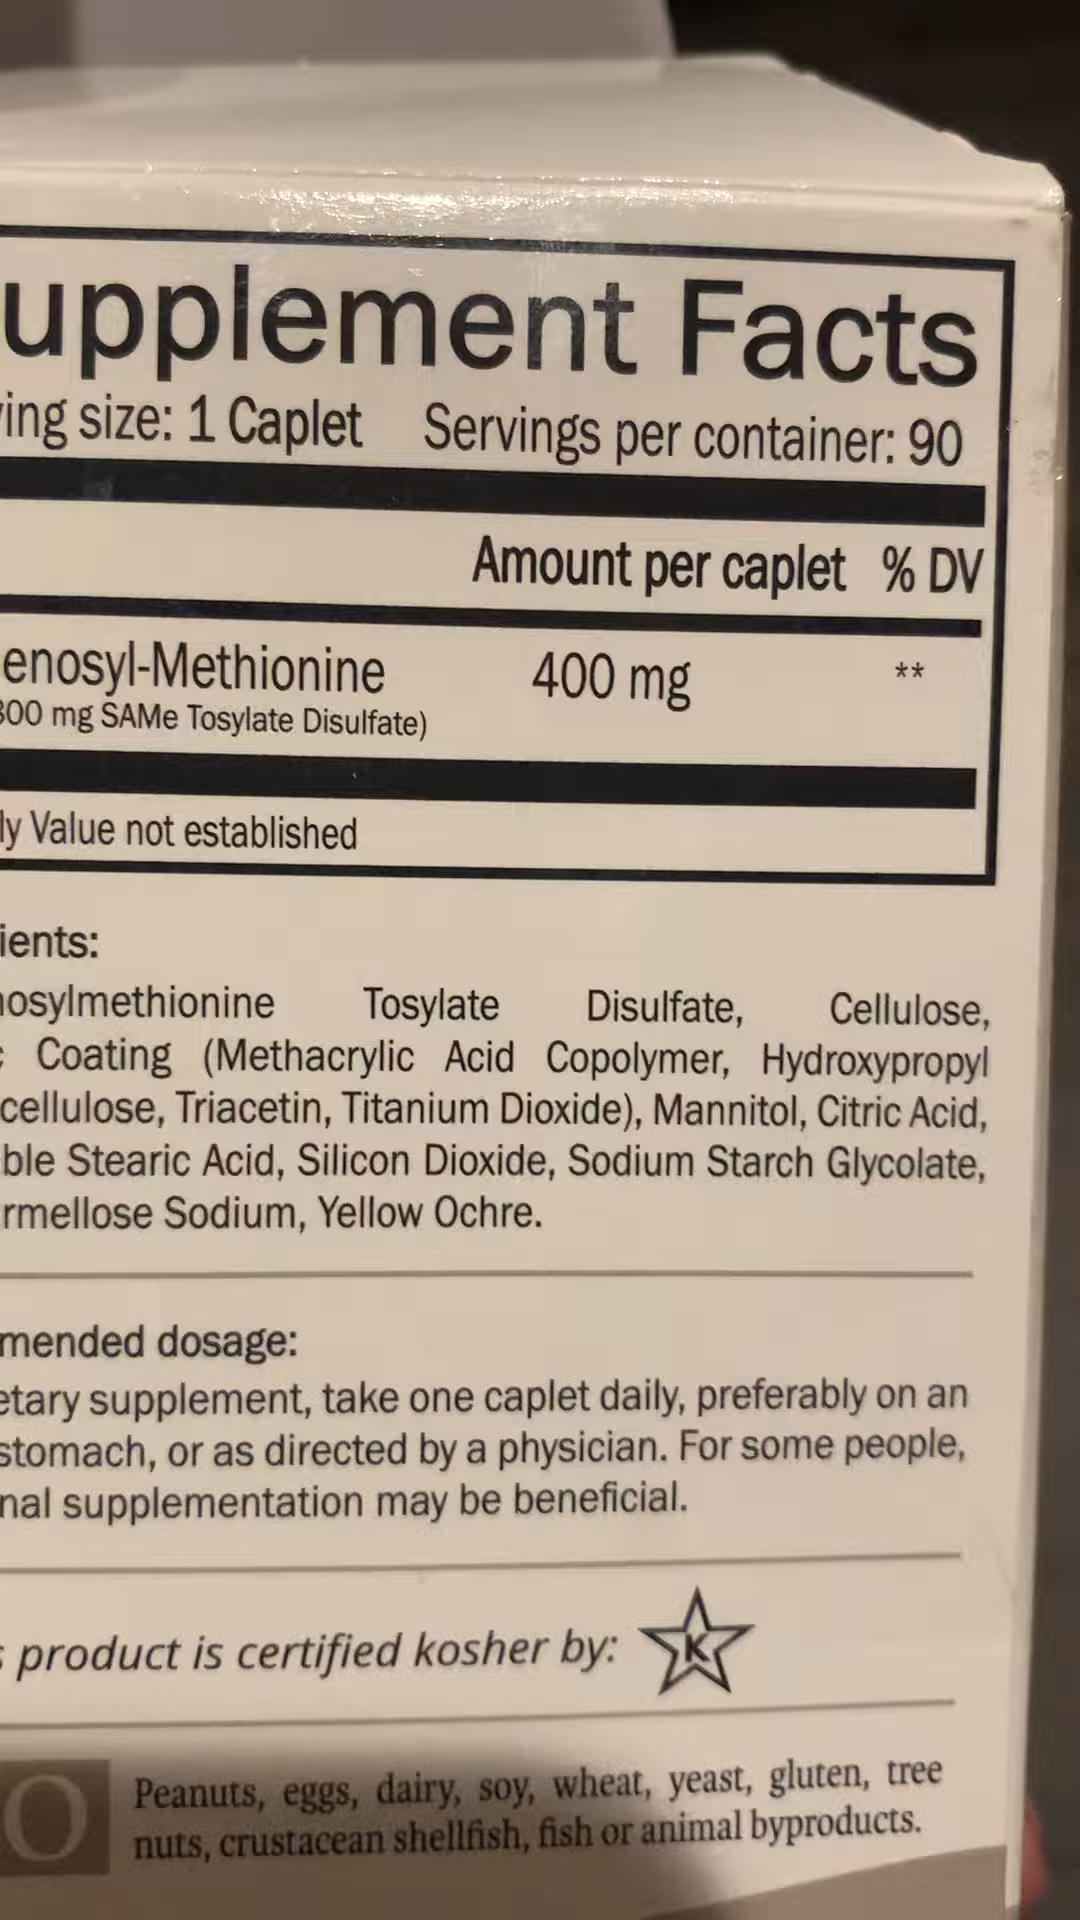 upplement Facts
ving size: 1 Caplet Servings per container: 90
Amount per caplet % DV
enosyl-Methionine 400 mg **
800 mg SAMe Tosylate Disulfate)
ly Value not established
ients:
nosylmethionine Tosylate Disulfate, Cellulose,
c Coating (Methacrylic Acid Copolymer, Hydroxypropyl
cellulose, Triacetin, Titanium Dioxide), Mannitol, Citric Acid,
ble Stearic Acid, Silicon Dioxide, Sodium Starch Glycolate,
rmellose Sodium, Yellow Ochre.
mended dosage:
etary supplement, take one caplet daily, preferably on an
stomach, or as directed by a physician. For some people,
nal supplementation may be beneficial.
s product is certified kosher by: K
O Peanuts, eggs, dairy, soy, wheat, yeast, gluten, tree
nuts, crustacean shellfish, fish or animal byproducts.